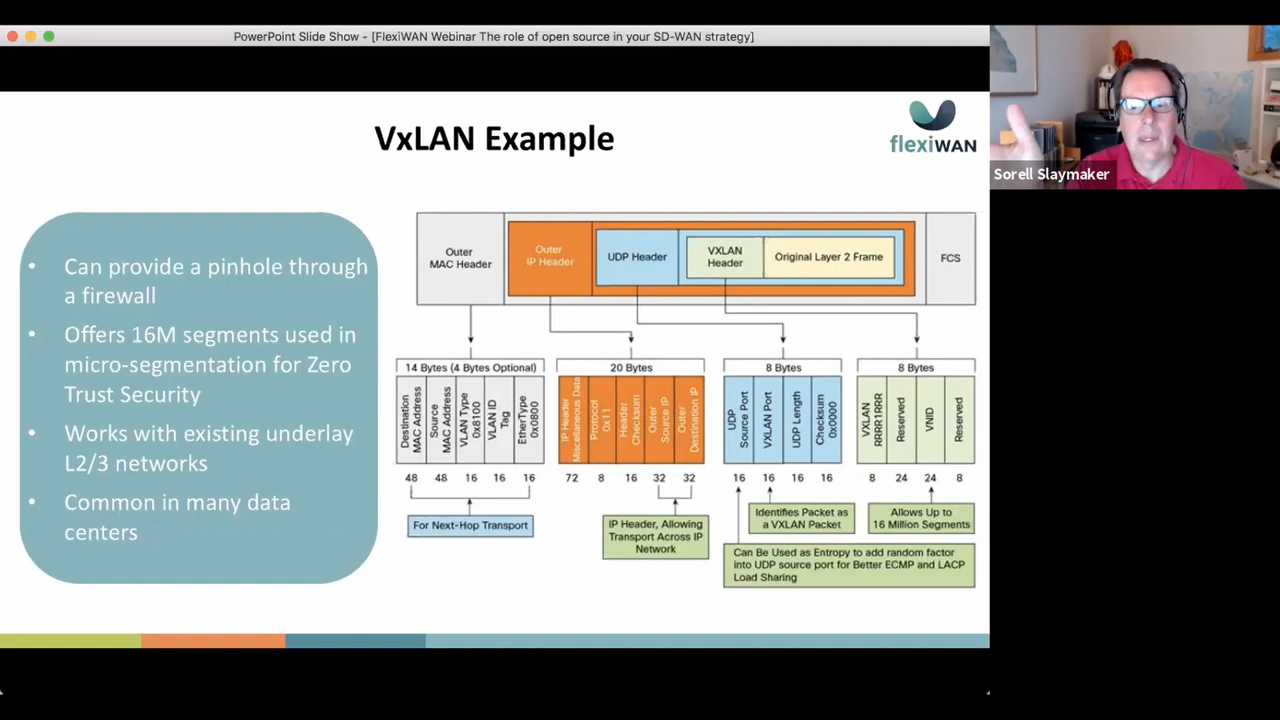 PowerPoint Slide Show - [FlexiWAN Webinar The role of open source in your SD-WAN strategy]
VxLAN Example
flexiWAN
Sorell Slaymaker
• Can provide a pinhole through
a firewall
• Offers 16M segments used in
micro-segmentation for Zero
Trust Security
• Works with existing underlay
L2/3 networks
• Common in many data
centers
Outer
MAC Header
Outer
IP Header
UDP Header
VXLAN
Header
Original Layer 2 Frame
FCS
14 Bytes (4 Bytes Optional)
Destination
MAC Address
Source
MAC Address
VLAN Type
0x8100
VLAN ID
Tag
EtherType
0x0800
48 48 16 16 16
For Next-Hop Transport
20 Bytes
IP Header
Miscellaneous Data
Protocol
0x11
Header
Checksum
Outer
Source IP
Outer
Destination IP
72 8 16 32 32
IP Header, Allowing
Transport Across IP
Network
8 Bytes
UDP
Source Port
VXLAN Port
UDP Length
Checksum
0x0000
16 16 16 16
Identifies Packet as
a VXLAN Packet
Can Be Used as Entropy to add random factor
into UDP source port for Better ECMP and LACP
Load Sharing
8 Bytes
VXLAN
RRRR1RRR
Reserved
VNID
Reserved
8 24 24 8
Allows Up to
16 Million Segments